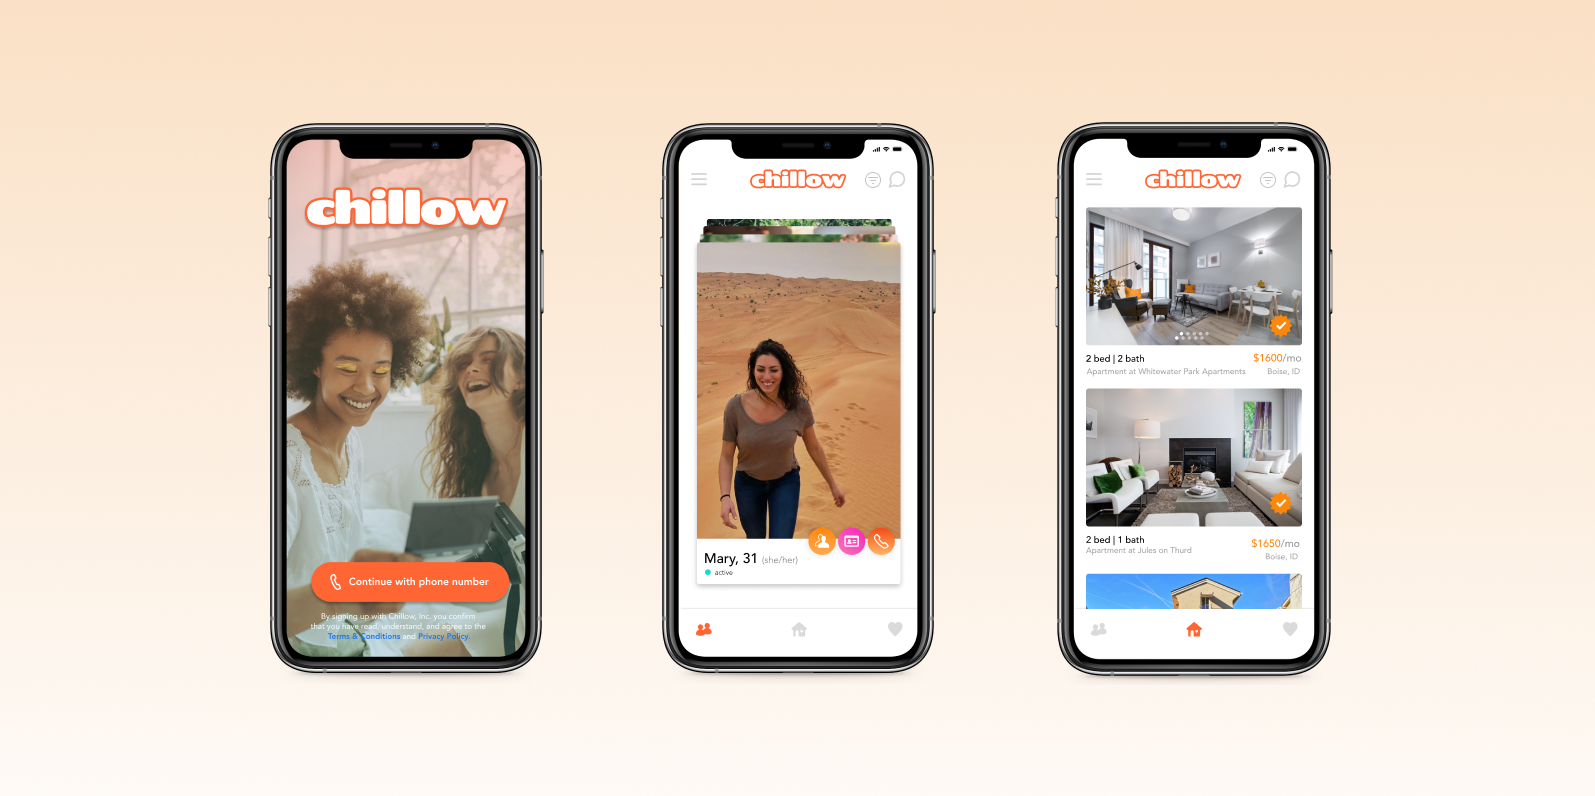 chillow
Continue with phone number
By signing up with Chillow, Inc. you confirm
that you have read, understand, and agree to the
Terms & Conditions and Privacy Policy.
chillow
Mary, 31 (she/her)
active
chillow
2 bed | 2 bath $1600/mo
Apartment at Whitewater Park Apartments Boise, ID
2 bed | 1 bath $1650/mo
Apartment at Jules on Thurd
Boise, ID